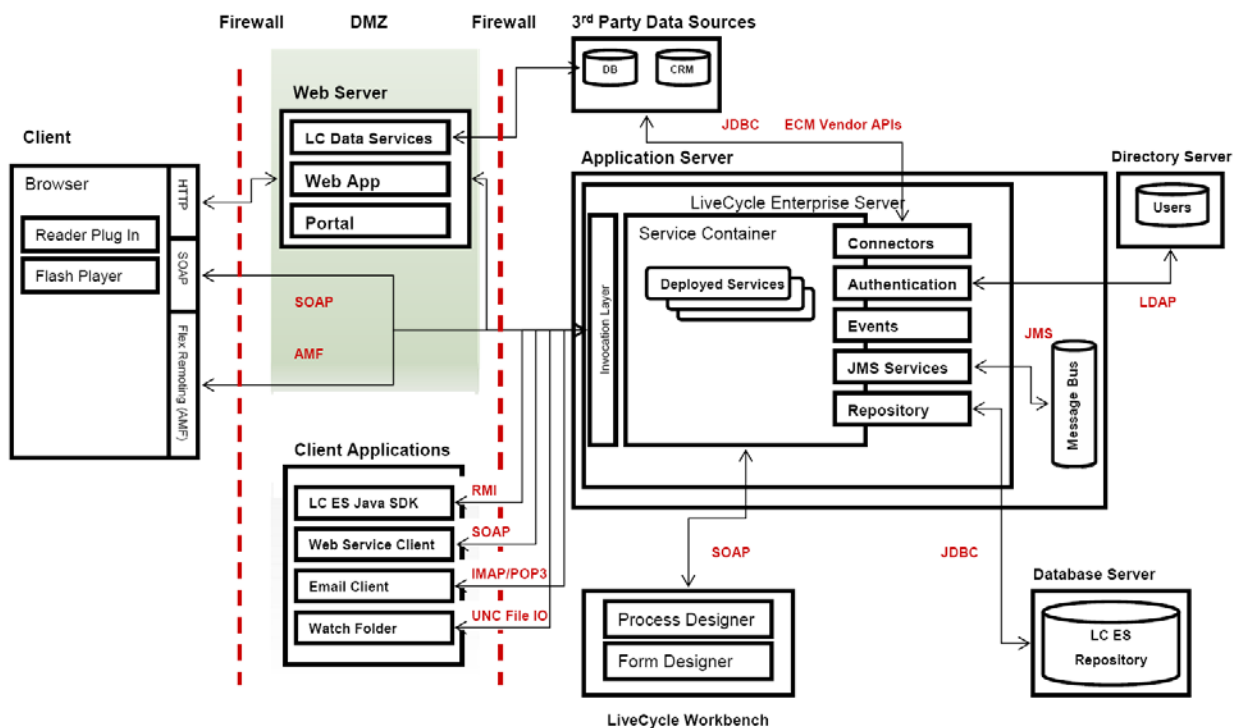 Firewall
DMZ
Firewall
3rd Party Data Sources
DB
CRM
Web Server
LC Data Services
Web App
Portal
JDBC
ECM Vendor APIs
Client
Browser
Reader Plug In
Flash Player
HTTP
SOAP
Flex Remoting (AMF)
SOAP
AMF
Application Server
LiveCycle Enterprise Server
Invocation Layer
Service Container
Deployed Services
Connectors
Authentication
Events
JMS Services
Repository
Directory Server
Users
LDAP
JMS
Message Bus
Client Applications
LC ES Java SDK
Web Service Client
Email Client
Watch Folder
RMI
SOAP
IMAP/POP3
UNC File IO
SOAP
JDBC
Process Designer
Form Designer
LiveCycle Workbench
Database Server
LC ES
Repository